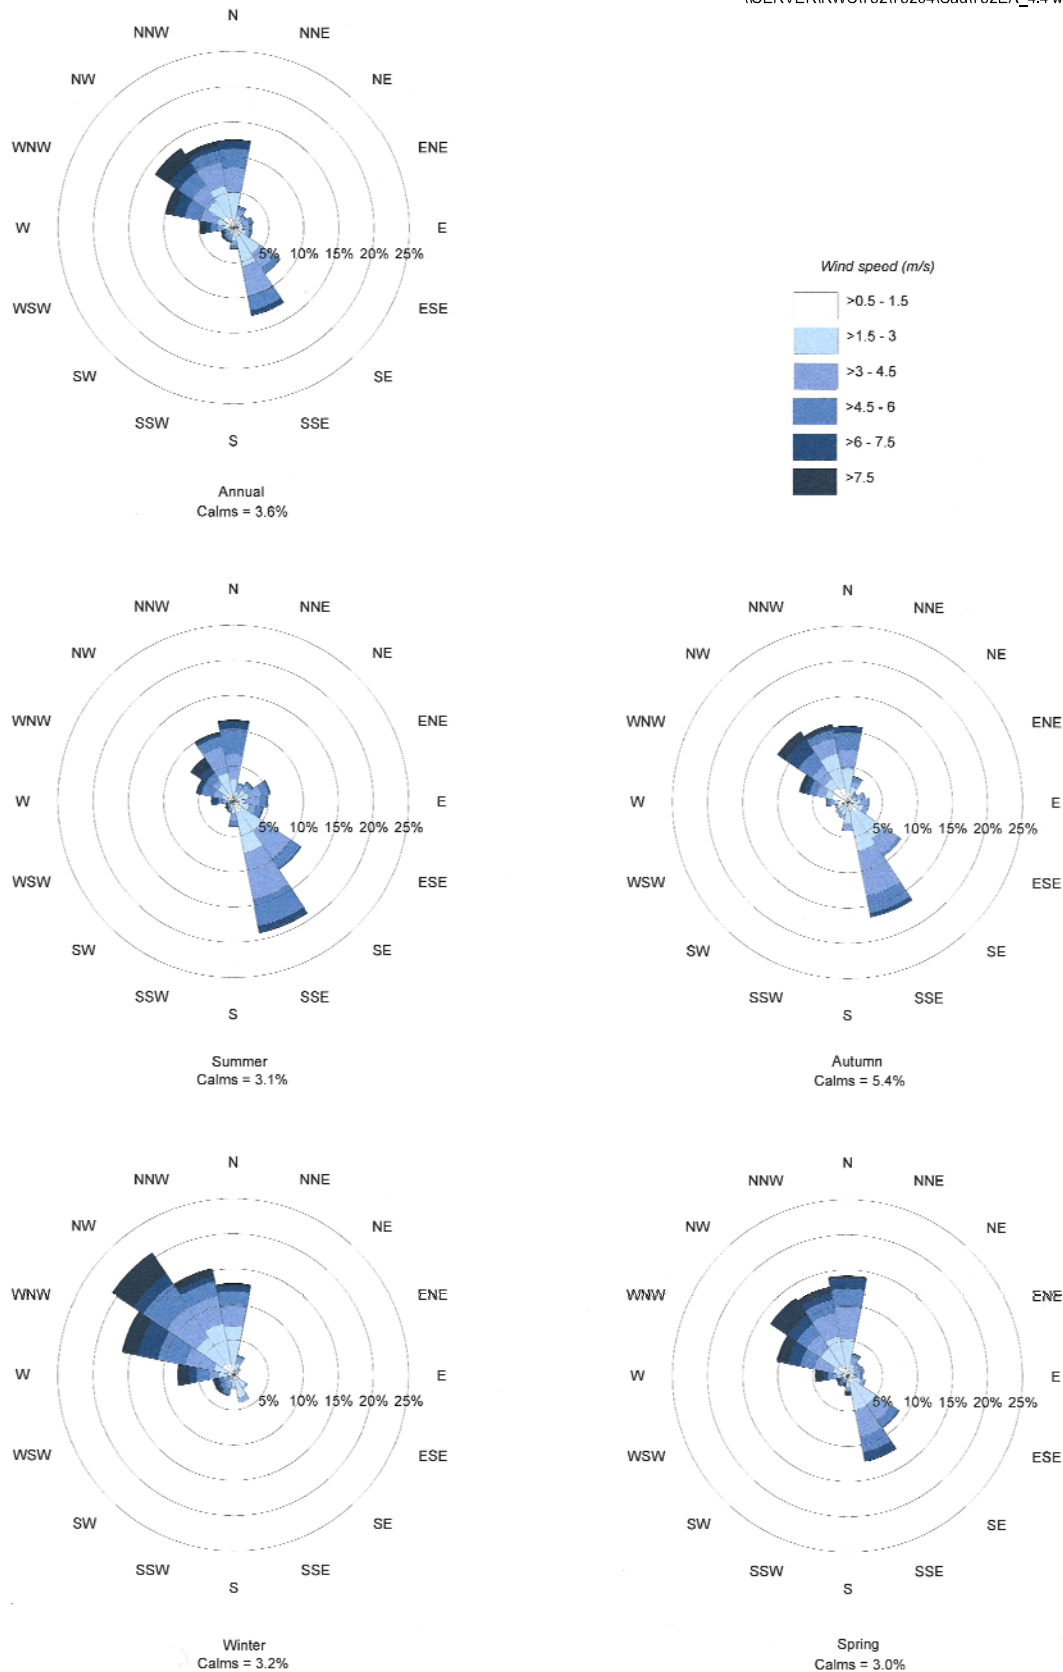 N
NNW NNE
NW NE
WNW ENE
W E
5% 10% 15% 20% 25%
WSW ESE
SW SE
SSW SSE
S
Annual
Calms = 3.6%
Wind speed (m/s)
>0.5 - 1.5
>1.5 - 3
>3 - 4.5
>4.5 - 6
>6 - 7.5
>7.5
N
NNW NNE
NW NE
WNW ENE
W E
5% 10% 15% 20% 25%
WSW ESE
SW SE
SSW SSE
S
Summer
Calms = 3.1%
N
NNW NNE
NW NE
WNW ENE
W E
5% 10% 15% 20% 25%
WSW ESE
SW SE
SSW SSE
S
Autumn
Calms = 5.4%
N
NNW NNE
NW NE
WNW ENE
W E
5% 10% 15% 20% 25%
WSW ESE
SW SE
SSW SSE
S
Winter
Calms = 3.2%
N
NNW NNE
NW NE
WNW ENE
W E
5% 10% 15% 20% 25%
WSW ESE
SW SE
SSW SSE
S
Spring
Calms = 3.0%